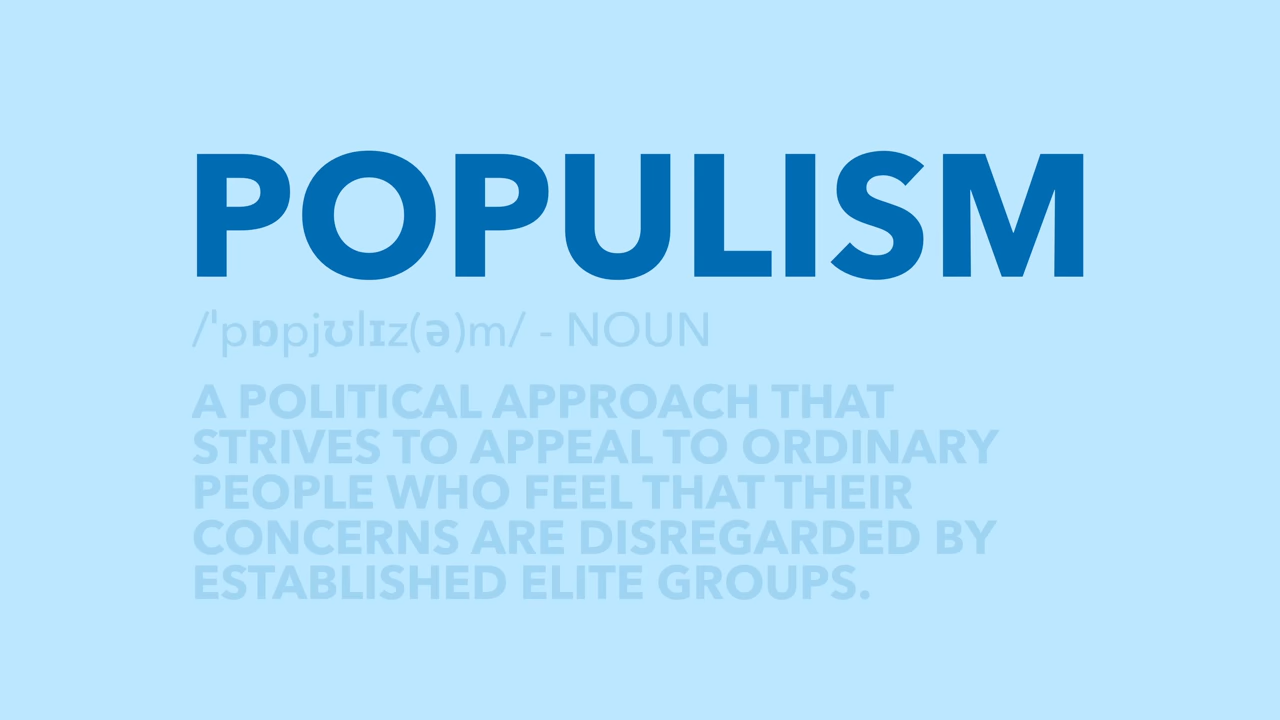 POPULISM
/ˈpɒpjʊlɪz(ə)m/ - NOUN
A POLITICAL APPROACH THAT
STRIVES TO APPEAL TO ORDINARY
PEOPLE WHO FEEL THAT THEIR
CONCERNS ARE DISREGARDED BY
ESTABLISHED ELITE GROUPS.